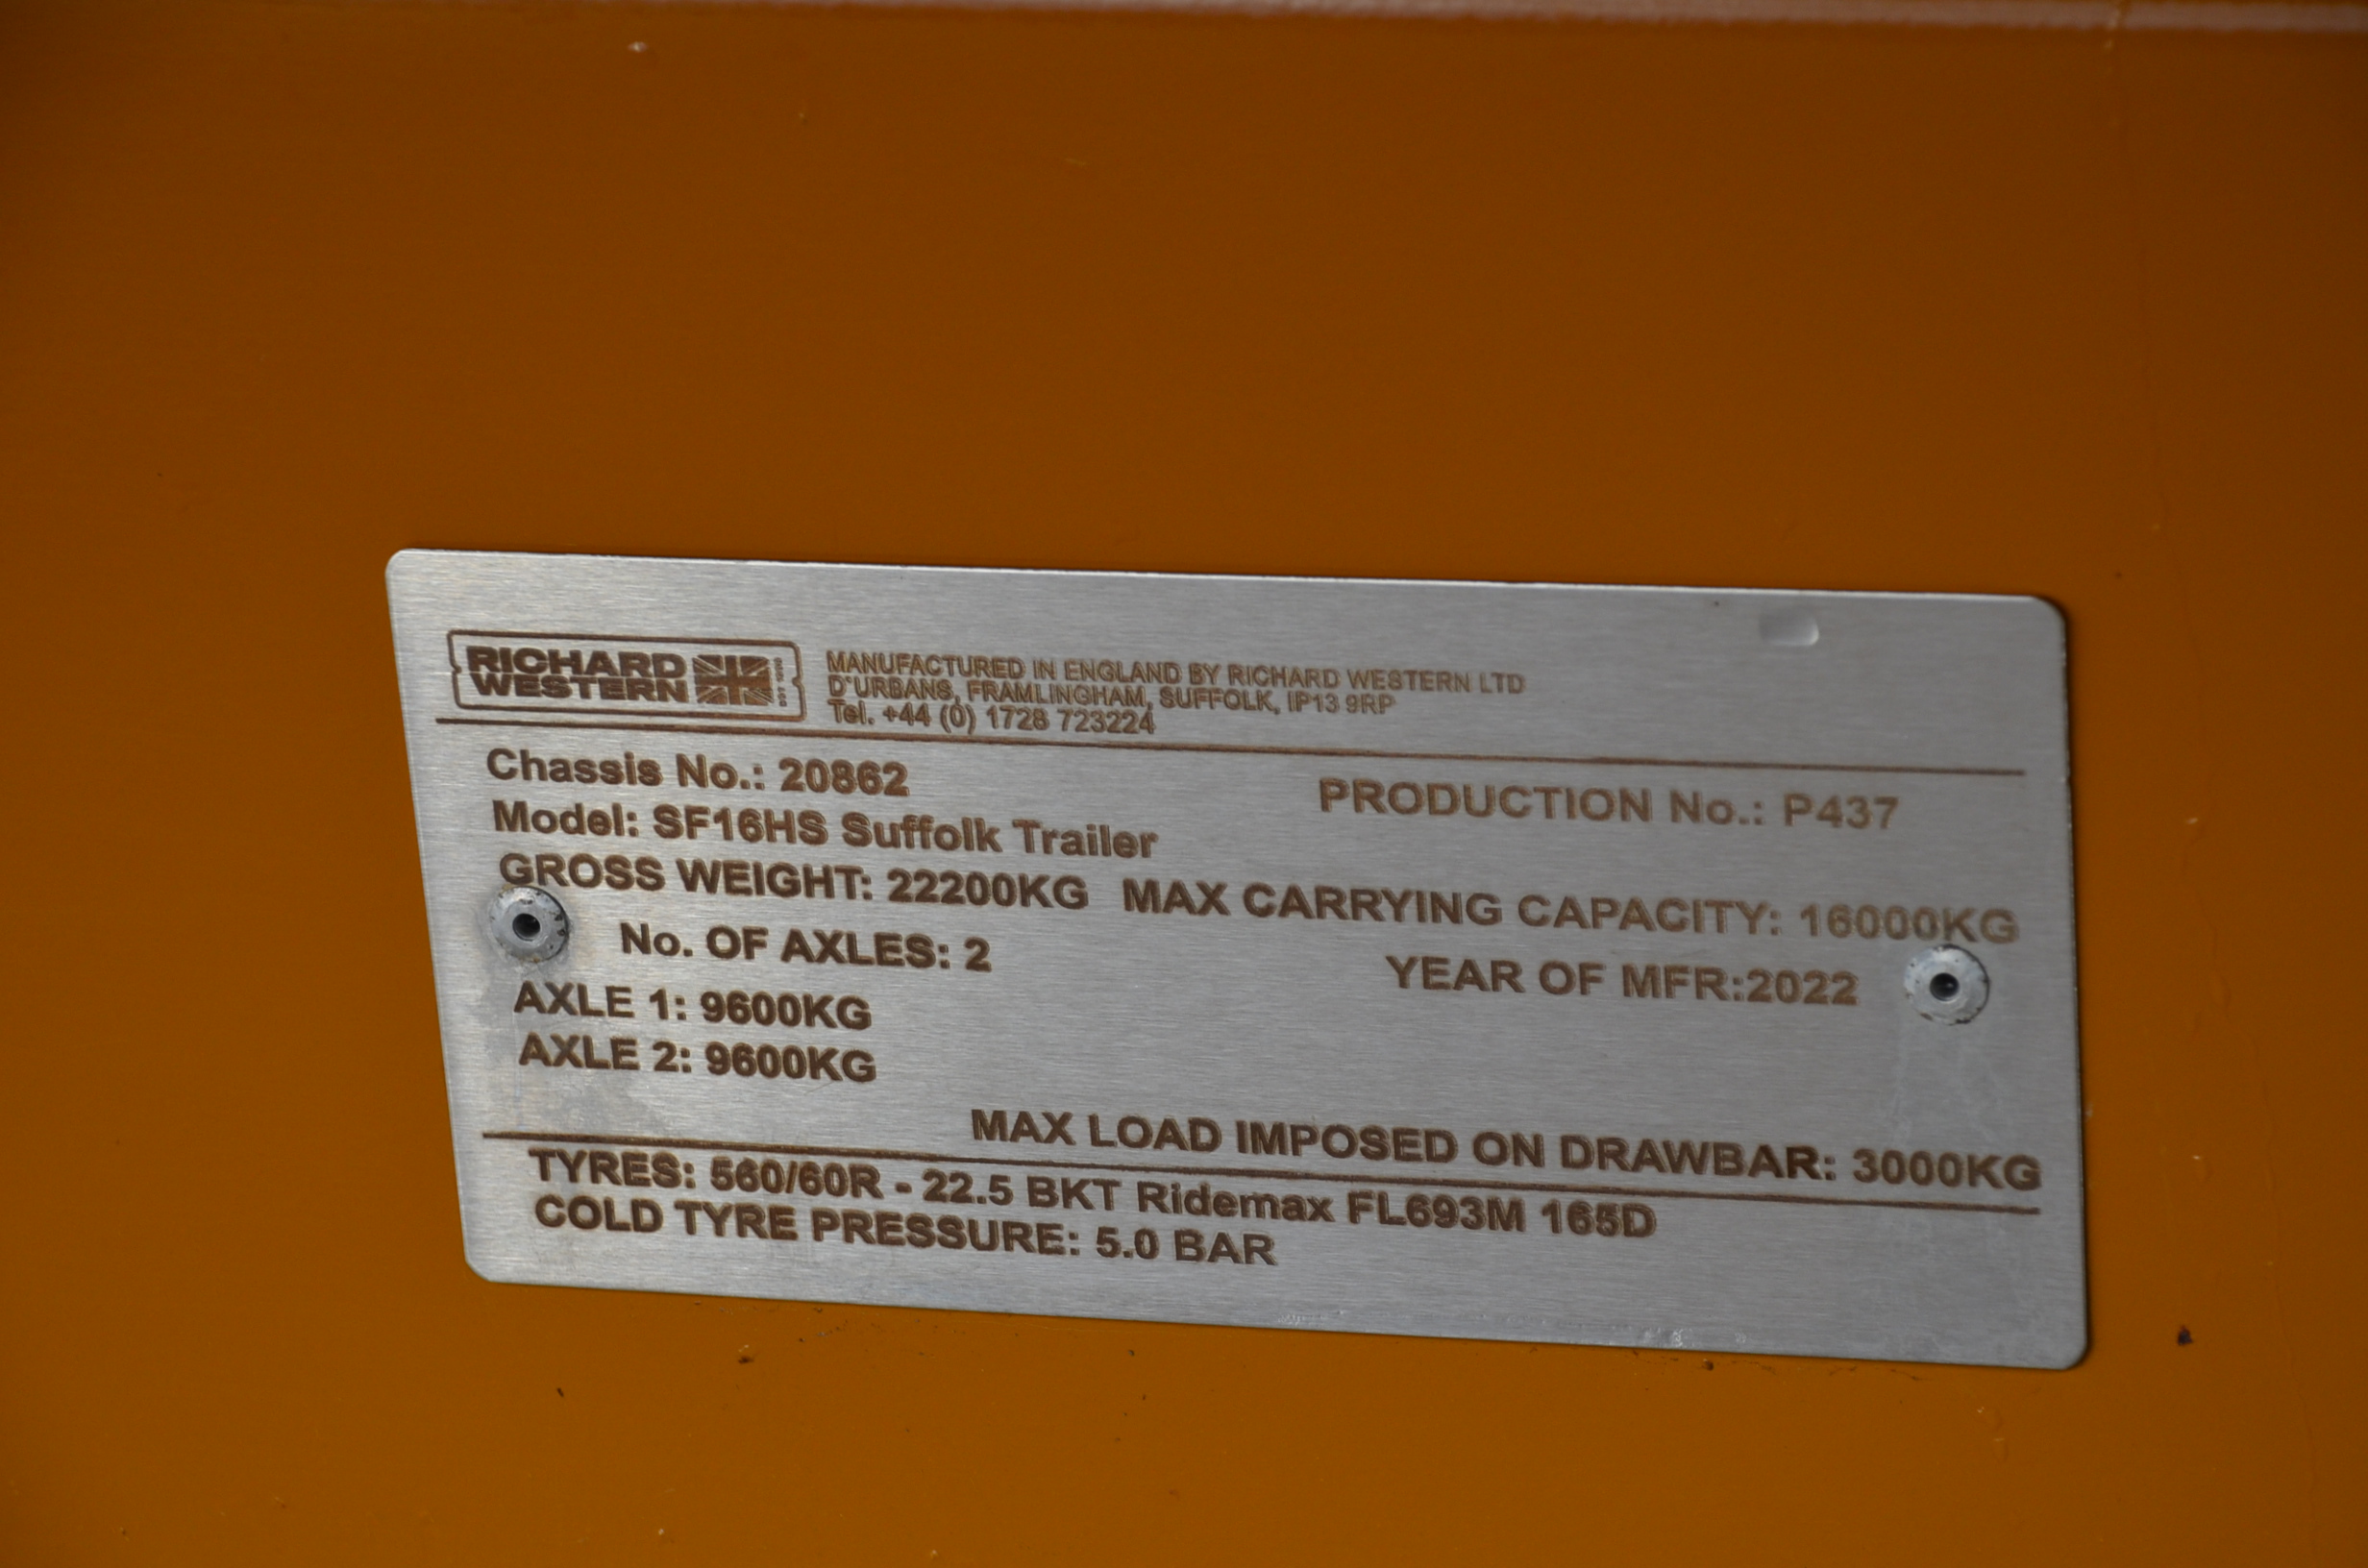 RICHARD
WESTERN
MANUFACTURED IN ENGLAND BY RICHARD WESTERN LTD
D'URBANS, FRAMLINGHAM, SUFFOLK, IP13 9RP
Tel. +44 (0) 1728 723224
Chassis No.: 20862
PRODUCTION No.: P437
Model: SF16HS Suffolk Trailer
GROSS WEIGHT: 22200KG MAX CARRYING CAPACITY: 16000KG
No. OF AXLES: 2
YEAR OF MFR:2022
AXLE 1: 9600KG
AXLE 2: 9600KG
MAX LOAD IMPOSED ON DRAWBAR: 3000KG
TYRES: 560/60R - 22.5 BKT Ridemax FL693M 165D
COLD TYRE PRESSURE: 5.0 BAR